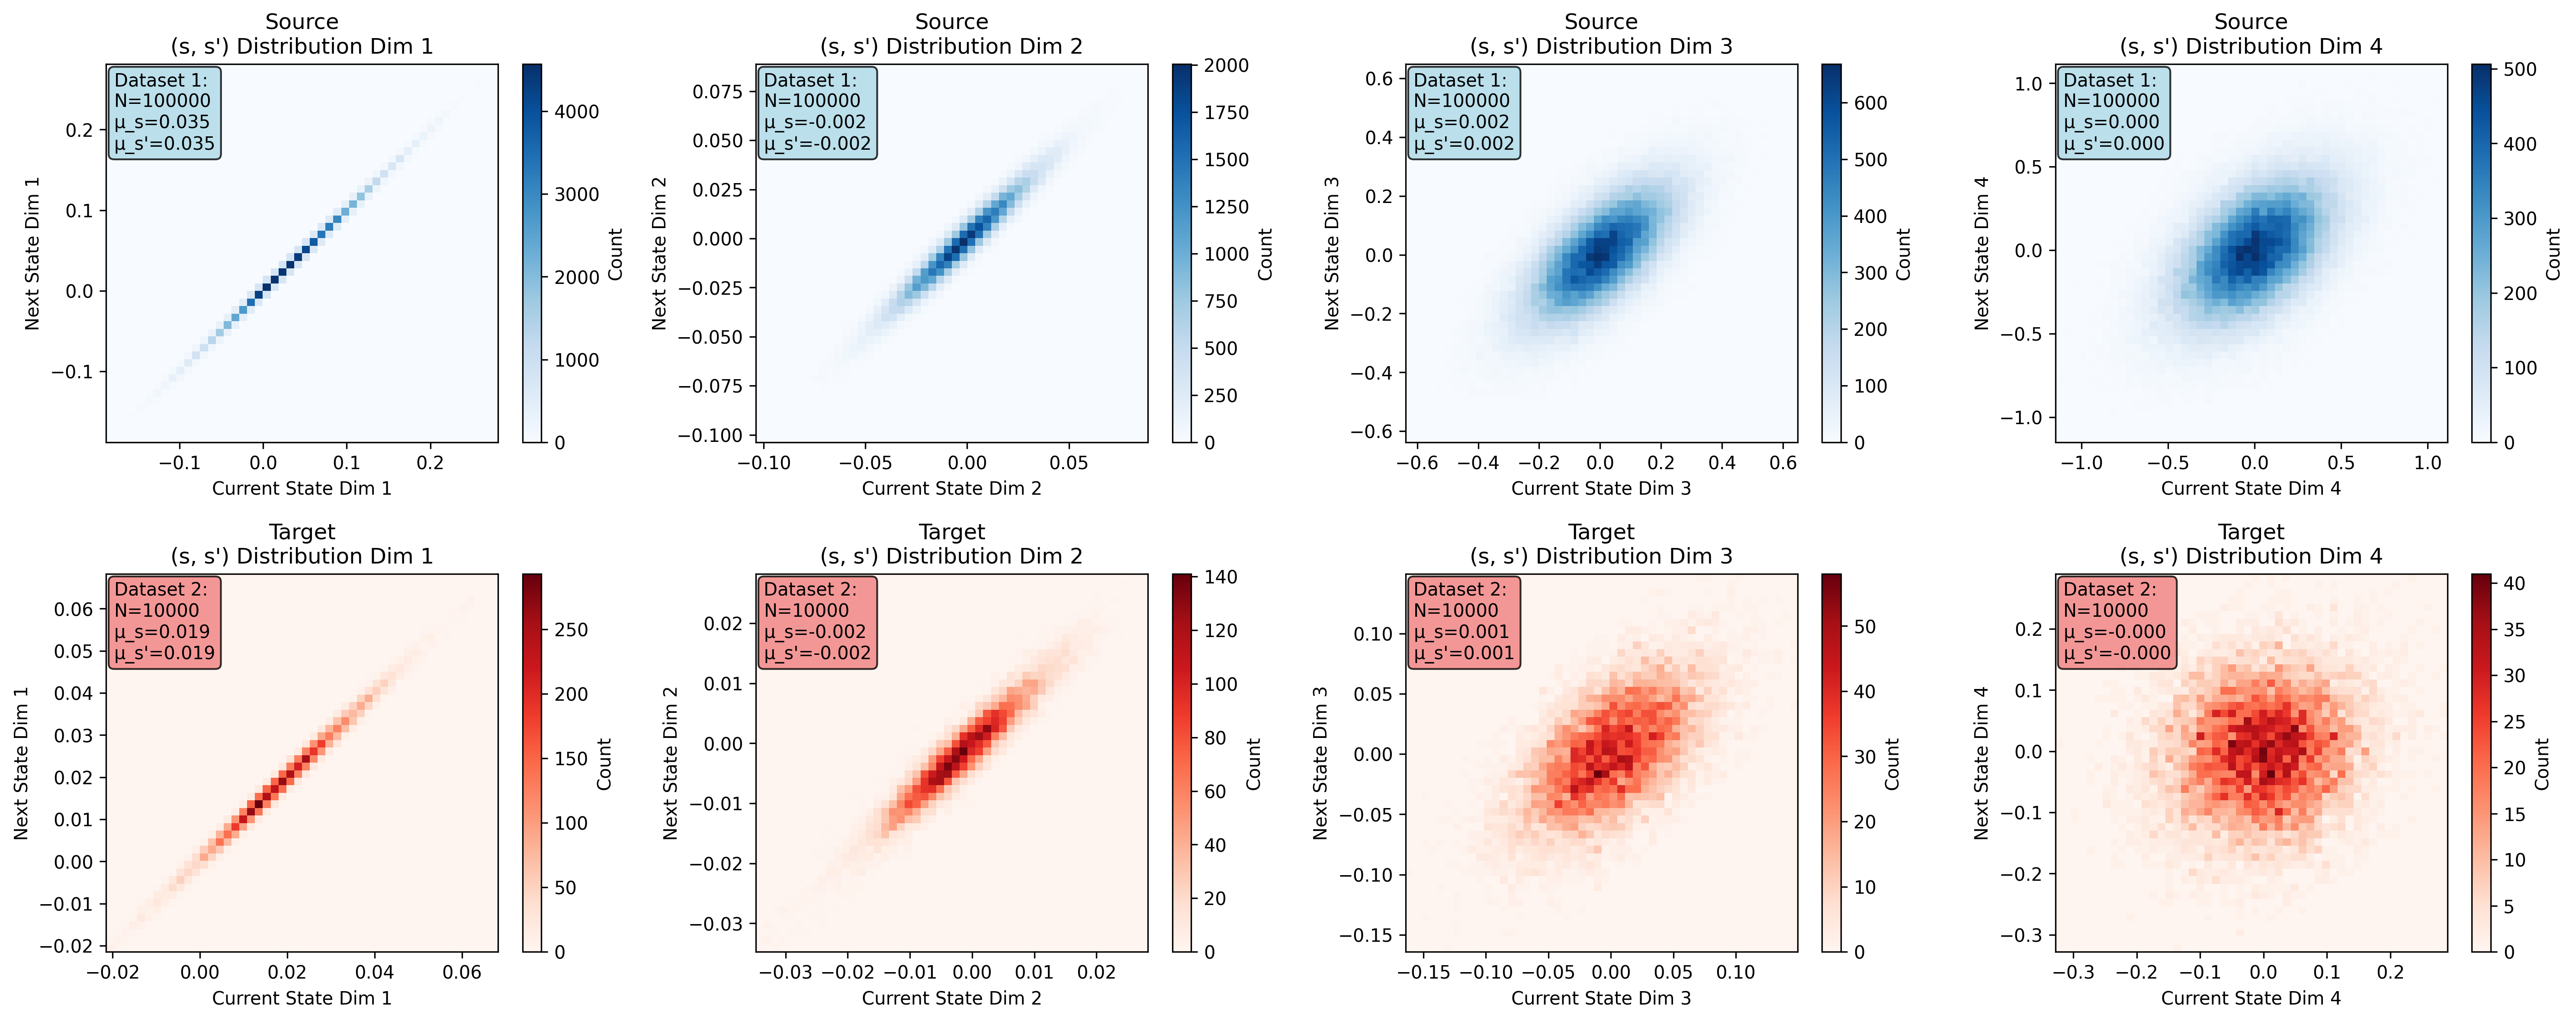 Source
(s, s') Distribution Dim 1
Dataset 1:
N=100000
μ_s=0.035
μ_s'=0.035
0.2
0.1
0.0
−0.1
Next State Dim 1
−0.1 0.0 0.1 0.2
Current State Dim 1
4000
3000
2000
1000
0
Count
Source
(s, s') Distribution Dim 2
Dataset 1:
N=100000
μ_s=-0.002
μ_s'=-0.002
0.075
0.050
0.025
0.000
−0.025
−0.050
−0.075
−0.100
Next State Dim 2
−0.10 −0.05 0.00 0.05
Current State Dim 2
2000
1750
1500
1250
1000
750
500
250
0
Count
Source
(s, s') Distribution Dim 3
Dataset 1:
N=100000
μ_s=0.002
μ_s'=0.002
0.6
0.4
0.2
0.0
−0.2
−0.4
−0.6
Next State Dim 3
−0.6 −0.4 −0.2 0.0 0.2 0.4 0.6
Current State Dim 3
600
500
400
300
200
100
0
Count
Source
(s, s') Distribution Dim 4
Dataset 1:
N=100000
μ_s=0.000
μ_s'=0.000
1.0
0.5
0.0
−0.5
−1.0
Next State Dim 4
−1.0 −0.5 0.0 0.5 1.0
Current State Dim 4
500
400
300
200
100
0
Count
Target
(s, s') Distribution Dim 1
Dataset 2:
N=10000
μ_s=0.019
μ_s'=0.019
0.06
0.05
0.04
0.03
0.02
0.01
0.00
−0.01
−0.02
Next State Dim 1
−0.02 0.00 0.02 0.04 0.06
Current State Dim 1
250
200
150
100
50
0
Count
Target
(s, s') Distribution Dim 2
Dataset 2:
N=10000
μ_s=-0.002
μ_s'=-0.002
0.02
0.01
0.00
−0.01
−0.02
−0.03
Next State Dim 2
−0.03 −0.02 −0.01 0.00 0.01 0.02
Current State Dim 2
140
120
100
80
60
40
20
0
Count
Target
(s, s') Distribution Dim 3
Dataset 2:
N=10000
μ_s=0.001
μ_s'=0.001
0.10
0.05
0.00
−0.05
−0.10
−0.15
Next State Dim 3
−0.15 −0.10 −0.05 0.00 0.05 0.10
Current State Dim 3
50
40
30
20
10
0
Count
Target
(s, s') Distribution Dim 4
Dataset 2:
N=10000
μ_s=-0.000
μ_s'=-0.000
0.2
0.1
0.0
−0.1
−0.2
−0.3
Next State Dim 4
−0.3 −0.2 −0.1 0.0 0.1 0.2
Current State Dim 4
40
35
30
25
20
15
10
5
0
Count